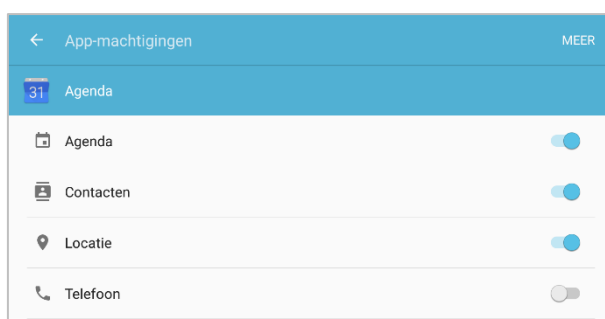 App-machtigingen MEER
31 Agenda
Agenda
Contacten
Locatie
Telefoon